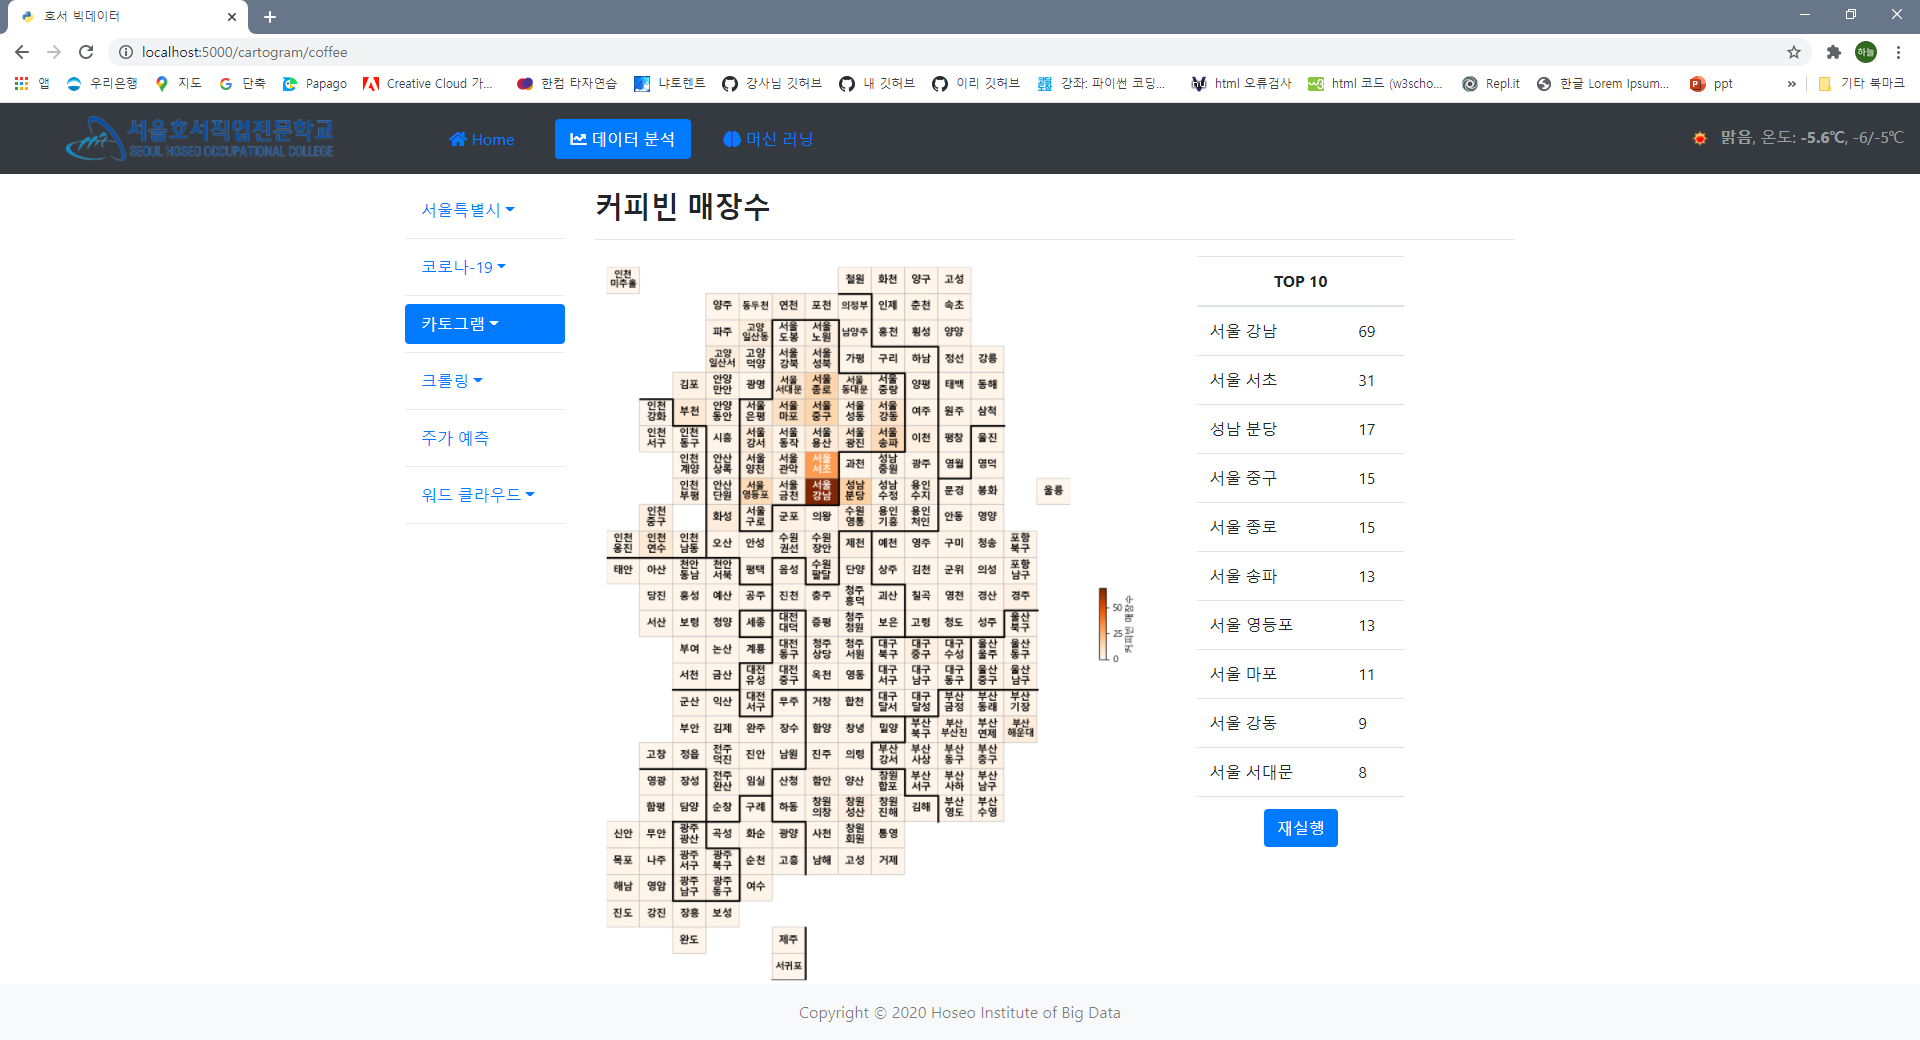 호서 빅데이터
localhost:5000/cartogram/coffee
하늘
앱 우리은행 지도 단축 Papago Creative Cloud 가... 한컴 타자연습 냐토렌트 강사님 깃허브 내 깃허브 이리 깃허브 강좌: 파이썬 코딩... html 오류검사 html 코드 (w3scho... Repl.it 한글 Lorem Ipsum... ppt » 기타 북마크
서울호서직업전문학교
SEOUL HOSEO OCCUPATIONAL COLLEGE
Home 데이터 분석 머신 러닝
맑음, 온도: -5.6℃, -6/-5℃
서울특별시
코로나-19
카토그램
크롤링
주가 예측
워드 클라우드
커피빈 매장수
인천 미추홀 철원 화천 양구 고성
양주 동두천 연천 포천 의정부 인제 춘천 속초
파주 고양 일산동 서울 도봉 서울 노원 남양주 홍천 횡성 양양
고양 일산서 고양 덕양 서울 강북 서울 성북 가평 구리 하남 정선 강릉
김포 안양 만안 광명 서울 서대문 서울 종로 서울 동대문 서울 중랑 양평 태백 동해
인천 강화 부천 안양 동안 서울 은평 서울 마포 서울 중구 서울 성동 서울 강동 여주 원주 삼척
인천 서구 인천 동구 시흥 서울 강서 서울 동작 서울 용산 서울 광진 서울 송파 이천 평창 울진
인천 계양 안산 상록 서울 양천 서울 관악 서울 서초 과천 성남 중원 광주 영월 영덕
인천 부평 안산 단원 서울 영등포 서울 금천 서울 강남 성남 분당 성남 수정 용인 수지 문경 봉화 울릉
인천 중구 화성 서울 구로 군포 의왕 수원 영통 용인 기흥 용인 처인 안동 영양
인천 옹진 인천 연수 인천 남동 오산 안성 수원 권선 수원 장안 제천 예천 영주 구미 청송 포항 북구
태안 아산 천안 동남 천안 서북 평택 음성 수원 팔달 단양 상주 김천 군위 의성 포항 남구
당진 홍성 예산 공주 진천 충주 청주 흥덕 괴산 칠곡 영천 경산 경주
서산 보령 청양 세종 대전 대덕 증평 청주 청원 보은 고령 청도 성주 울산 북구
부여 논산 계룡 대전 동구 청주 상당 청주 서원 대구 북구 대구 중구 대구 수성 울산 울주 울산 동구
서천 금산 대전 유성 대전 중구 옥천 영동 대구 서구 대구 남구 대구 동구 울산 중구 울산 남구
군산 익산 대전 서구 무주 거창 합천 대구 달서 대구 달성 부산 금정 부산 동래 부산 기장
부안 김제 완주 장수 함양 창녕 밀양 부산 북구 부산 부산진 부산 연제 부산 해운대
고창 정읍 전주 덕진 진안 남원 진주 의령 부산 강서 부산 사상 부산 동구 부산 중구
영광 장성 전주 완산 임실 산청 함안 양산 창원 합포 부산 서구 부산 사하 부산 남구
함평 담양 순창 구례 하동 창원 의창 창원 성산 창원 진해 김해 부산 영도 부산 수영
신안 무안 광주 광산 곡성 화순 광양 사천 창원 회원 통영
목포 나주 광주 서구 광주 북구 순천 고흥 남해 고성 거제
해남 영암 광주 남구 광주 동구 여수
진도 강진 장흥 보성
완도 제주
서귀포
50
25
0
커피빈 매장수
TOP 10
서울 강남 69
서울 서초 31
성남 분당 17
서울 중구 15
서울 종로 15
서울 송파 13
서울 영등포 13
서울 마포 11
서울 강동 9
서울 서대문 8
재실행
Copyright © 2020 Hoseo Institute of Big Data